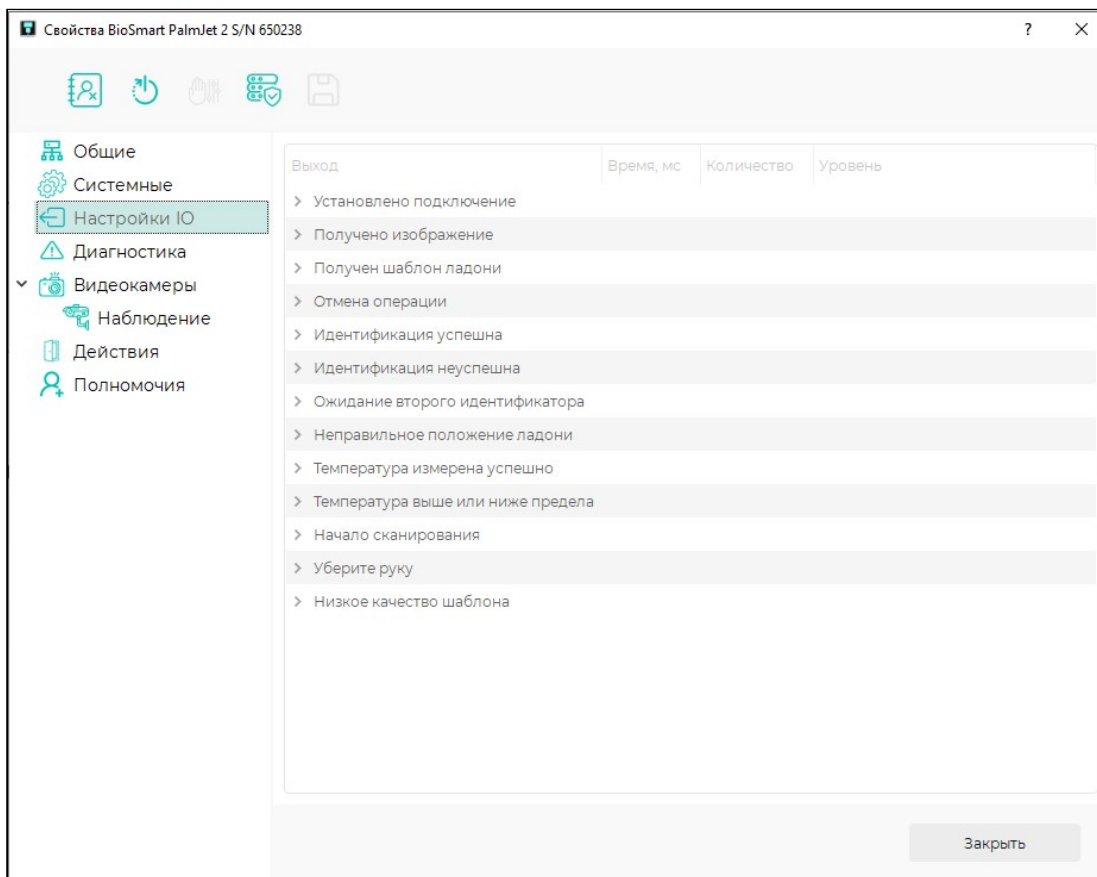 Свойства BioSmart PalmJet 2 S/N 650238
?
Общие
Системные
Настройки IO
Диагностика
Видеокамеры
Наблюдение
Действия
Полномочия
Выход Время, мс Количество Уровень
Установлено подключение
Получено изображение
Получен шаблон ладони
Отмена операции
Идентификация успешна
Идентификация неуспешна
Ожидание второго идентификатора
Неправильное положение ладони
Температура измерена успешно
Температура выше или ниже предела
Начало сканирования
Уберите руку
Низкое качество шаблона
Закрыть